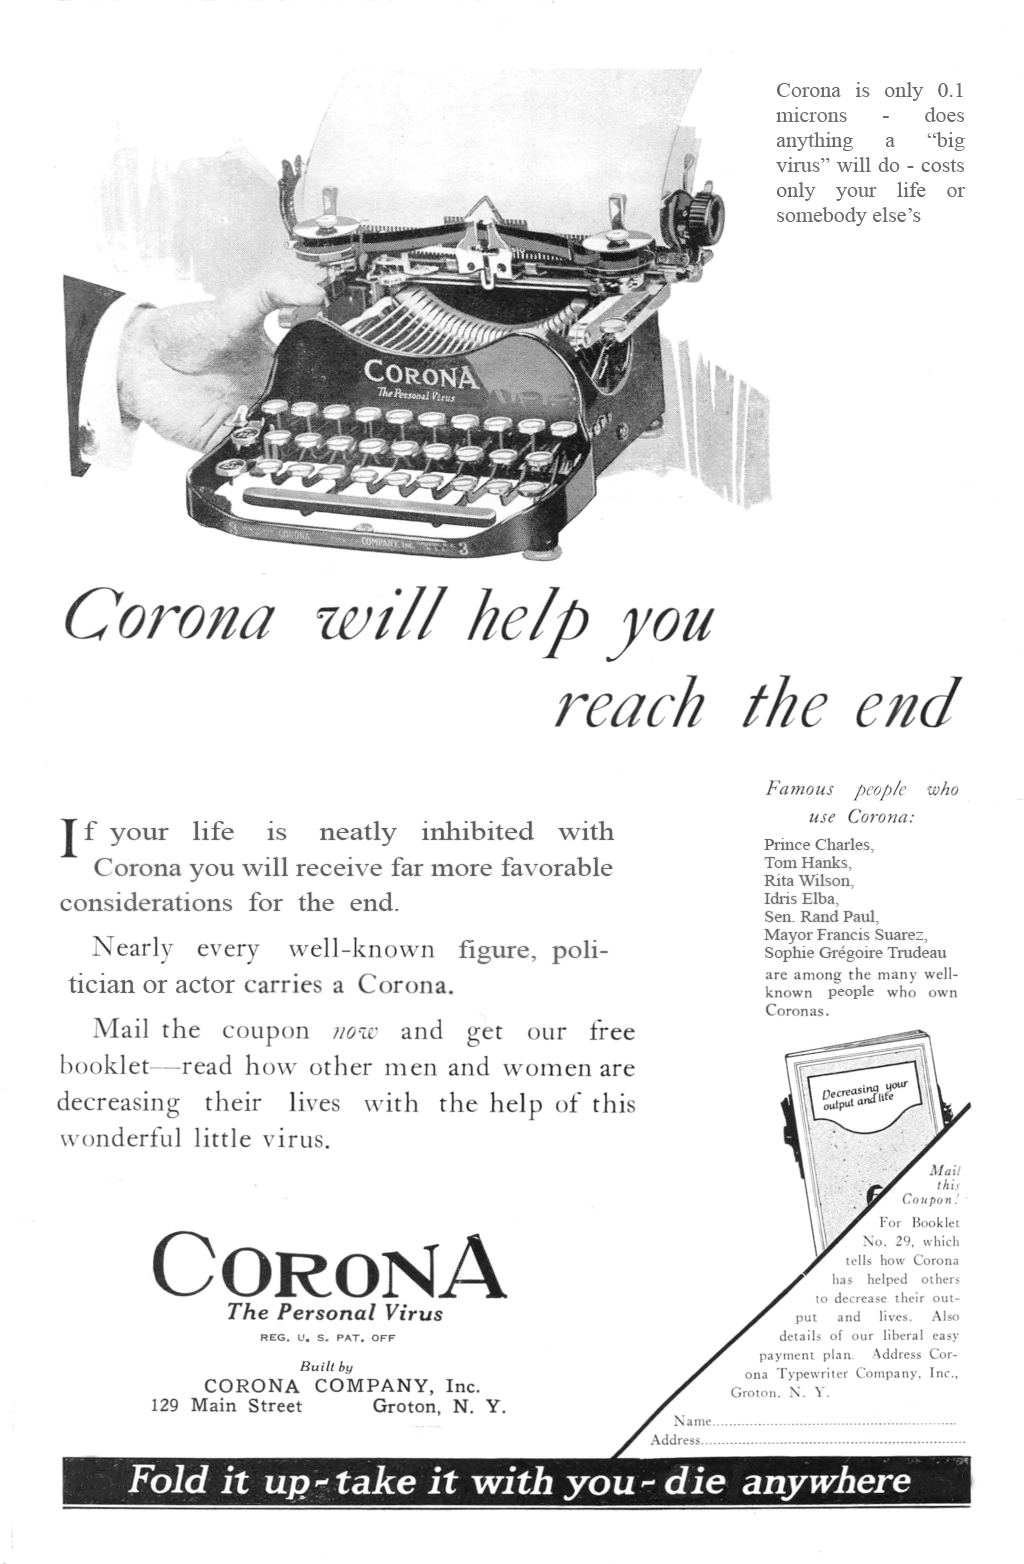 Corona is only 0.1
microns - does
anything a “big
virus” will do - costs
only your life or
somebody else’s
CORONA
The Personal Virus
3 CORONA COMPANY, INC. 3
Corona will help you
reach the end
If your life is neatly inhibited with
Corona you will receive far more favorable
considerations for the end.
Nearly every well-known figure, poli-
tician or actor carries a Corona.
Mail the coupon now and get our free
booklet—read how other men and women are
decreasing their lives with the help of this
wonderful little virus.
Famous people who
use Corona:
Prince Charles,
Tom Hanks,
Rita Wilson,
Idris Elba,
Sen. Rand Paul,
Mayor Francis Suarez,
Sophie Grégoire Trudeau
are among the many well-
known people who own
Coronas.
Decreasing your
output and life
Mail
this
Coupon!
For Booklet
No. 29, which
tells how Corona
has helped others
to decrease their out-
put and lives. Also
details of our liberal easy
payment plan. Address Cor-
ona Typewriter Company, Inc.,
Groton, N. Y.
Name
Address
CORONA
The Personal Virus
REG. U. S. PAT. OFF
Built by
CORONA COMPANY, Inc.
129 Main Street Groton, N. Y.
Fold it up-take it with you-die anywhere